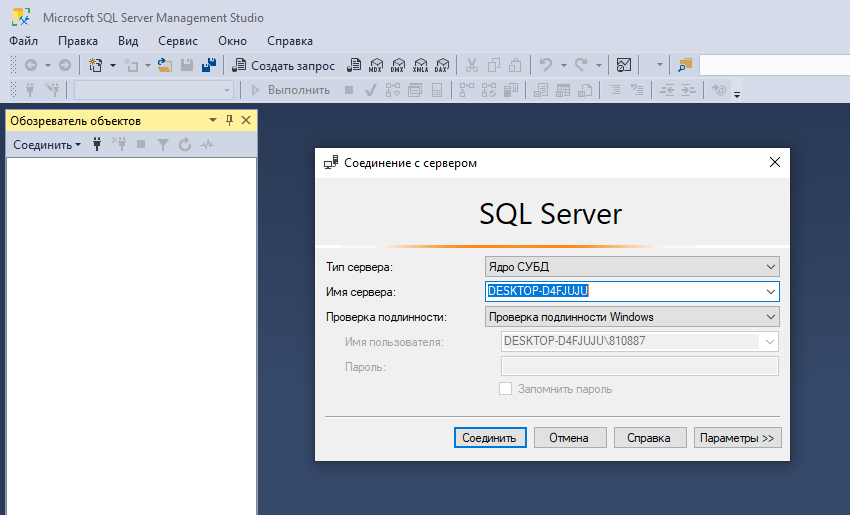 Microsoft SQL Server Management Studio
Файл Правка Вид Сервис Окно Справка
Создать запрос MDX DMX XMLA DAX
Выполнить
Обозреватель объектов
Соединить
Соединение с сервером
SQL Server
Тип сервера: Ядро СУБД
Имя сервера: DESKTOP-D4FJUJU
Проверка подлинности: Проверка подлинности Windows
Имя пользователя: DESKTOP-D4FJUJU\810887
Пароль:
Запомнить пароль
Соединить Отмена Справка Параметры >>